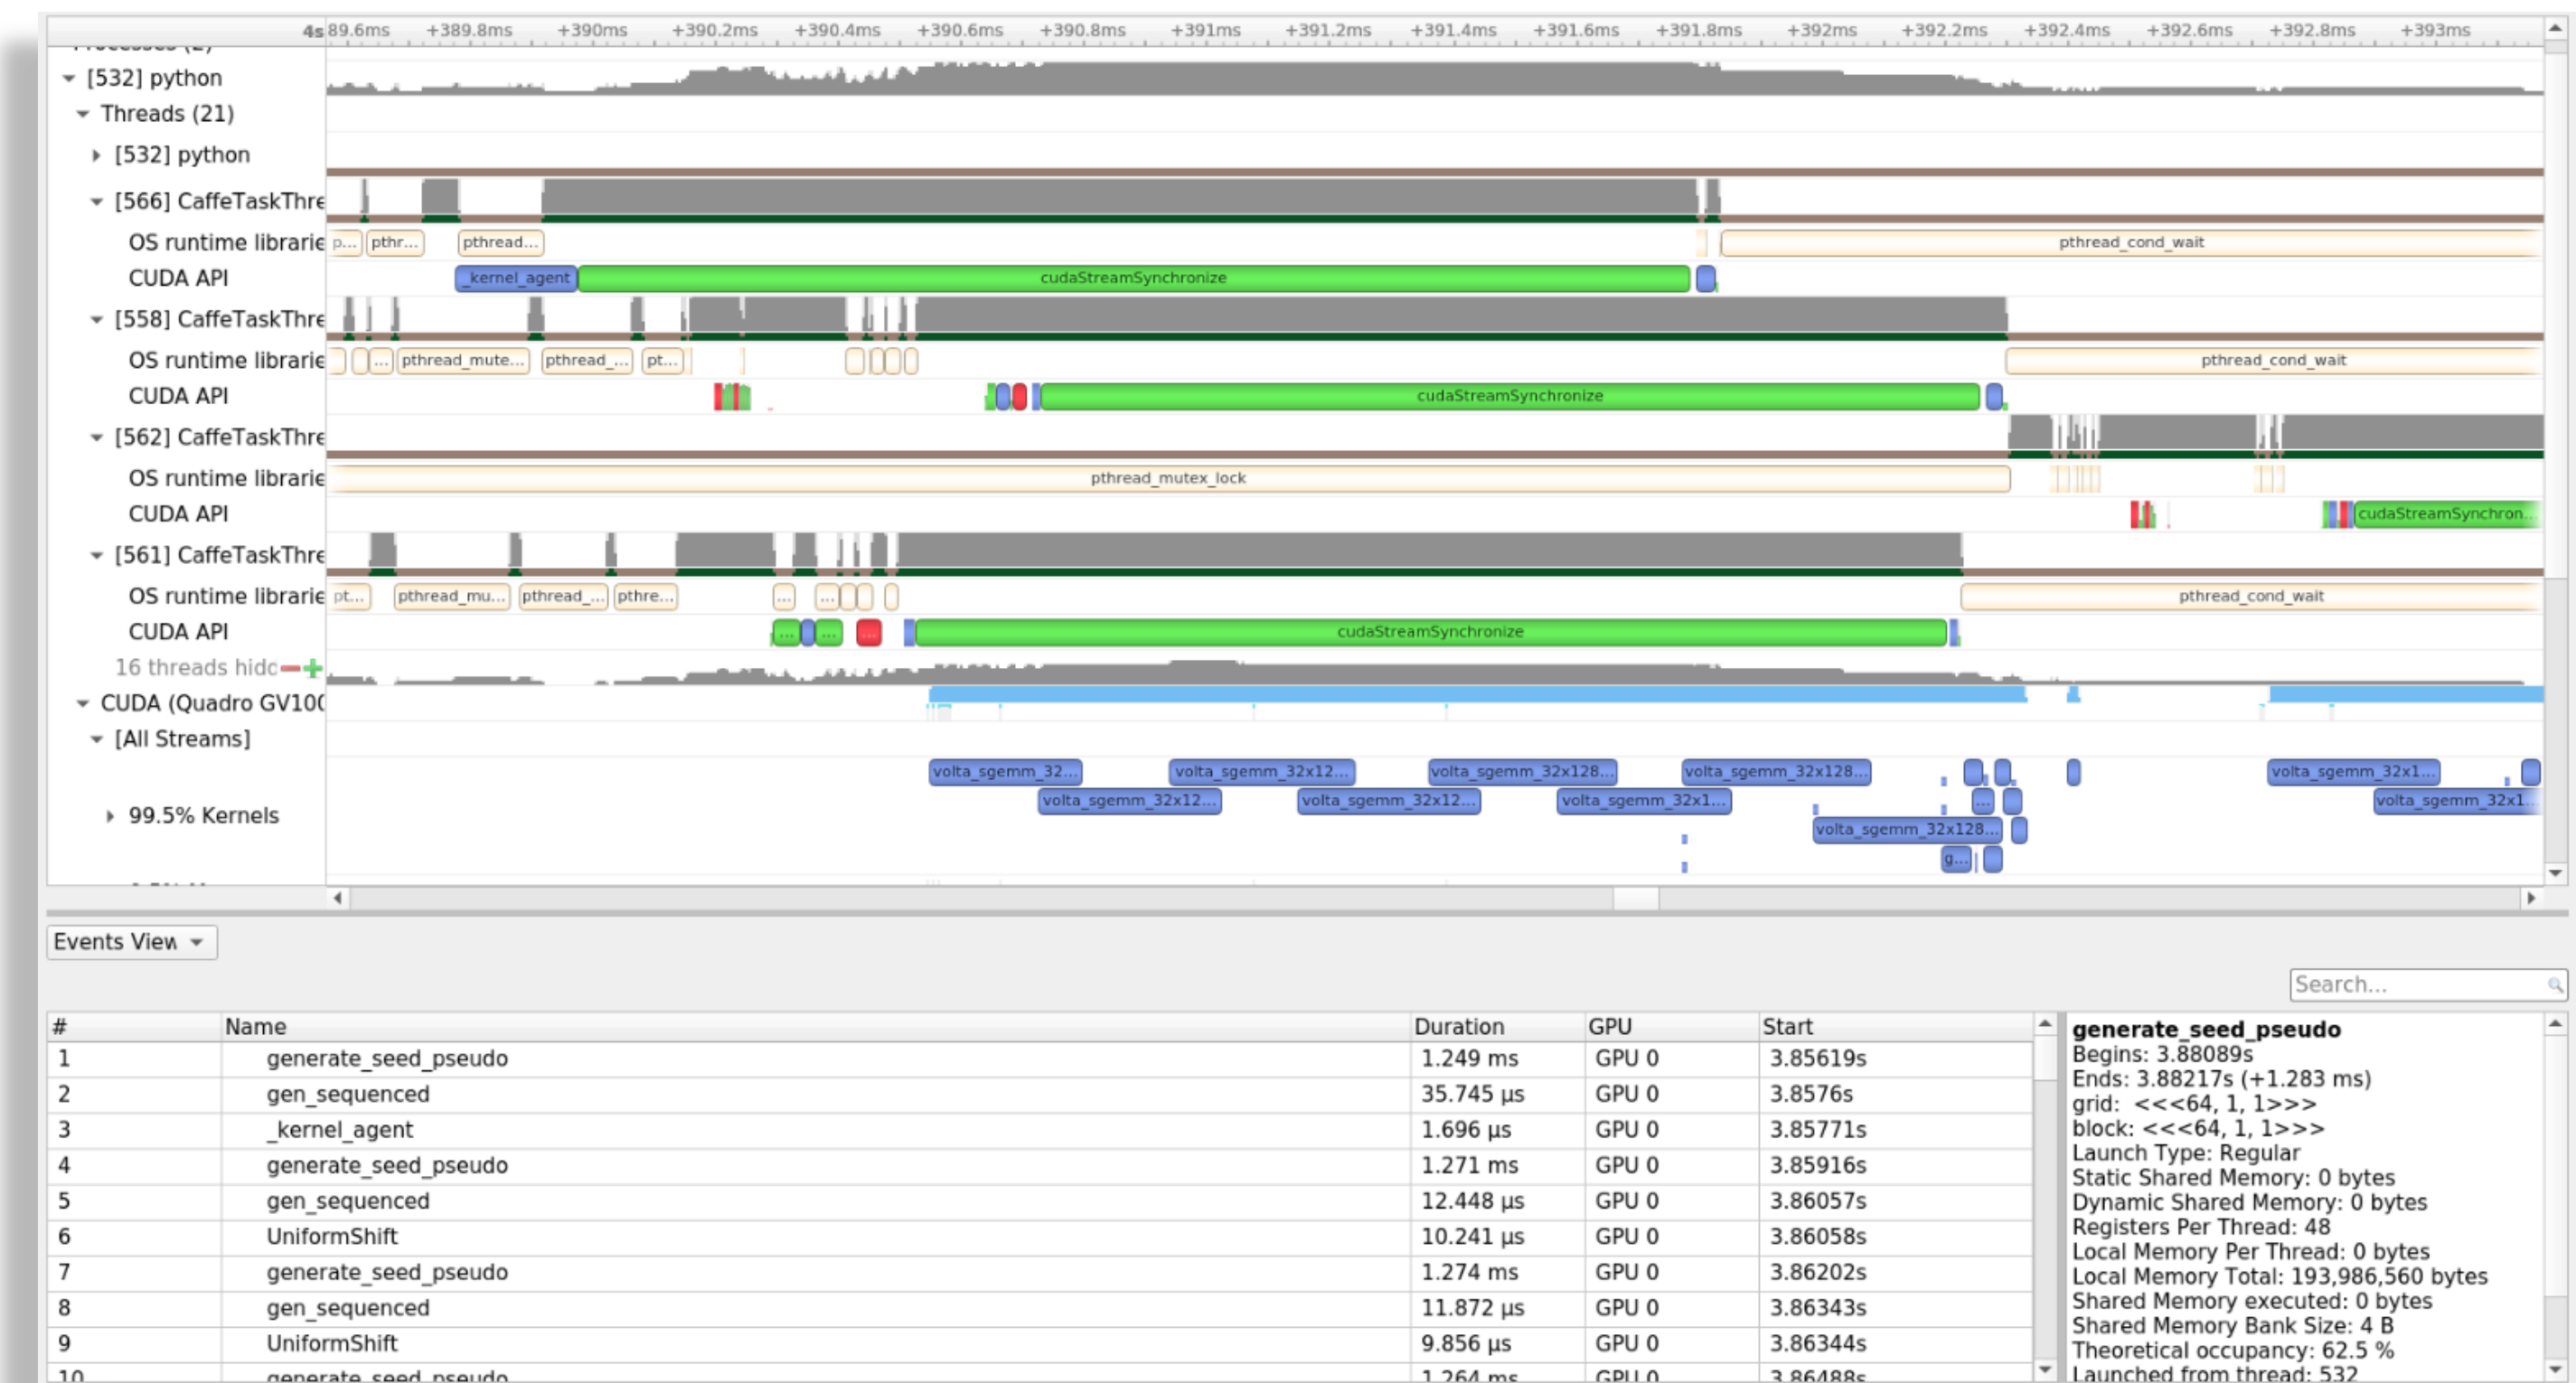 4s 89.6ms +389.8ms +390ms +390.2ms +390.4ms +390.6ms +390.8ms +391ms +391.2ms +391.4ms +391.6ms +391.8ms +392ms +392.2ms +392.4ms +392.6ms +392.8ms +393ms
[532] python
Threads (21)
[532] python
[566] CaffeTaskThre
OS runtime librarie p... pthr... pthread... pthread_cond_wait
CUDA API _kernel_agent cudaStreamSynchronize
[558] CaffeTaskThre
OS runtime librarie ... pthread_mute... pthread_... pt... pthread_cond_wait
CUDA API cudaStreamSynchronize
[562] CaffeTaskThre
OS runtime librarie pthread_mutex_lock
CUDA API cudaStreamSynchron...
[561] CaffeTaskThre
OS runtime librarie pt... pthread_mu... pthread_... pthre... ... ... pthread_cond_wait
CUDA API ... ... ... cudaStreamSynchronize
16 threads hidd
CUDA (Quadro GV100
[All Streams]
volta_sgemm_32... volta_sgemm_32x12... volta_sgemm_32x128... volta_sgemm_32x128... volta_sgemm_32x1...
99.5% Kernels volta_sgemm_32x12... volta_sgemm_32x12... volta_sgemm_32x1... ... volta_sgemm_32x1...
volta_sgemm_32x128...
g...
Events View
Search...
# Name Duration GPU Start
1 generate_seed_pseudo 1.249 ms GPU 0 3.85619s
2 gen_sequenced 35.745 μs GPU 0 3.8576s
3 _kernel_agent 1.696 μs GPU 0 3.85771s
4 generate_seed_pseudo 1.271 ms GPU 0 3.85916s
5 gen_sequenced 12.448 μs GPU 0 3.86057s
6 UniformShift 10.241 μs GPU 0 3.86058s
7 generate_seed_pseudo 1.274 ms GPU 0 3.86202s
8 gen_sequenced 11.872 μs GPU 0 3.86343s
9 UniformShift 9.856 μs GPU 0 3.86344s
10 generate_seed_pseudo 1.264 ms GPU 0 3.86488s
generate_seed_pseudo
Begins: 3.88089s
Ends: 3.88217s (+1.283 ms)
grid: <<<64, 1, 1>>>
block: <<<64, 1, 1>>>
Launch Type: Regular
Static Shared Memory: 0 bytes
Dynamic Shared Memory: 0 bytes
Registers Per Thread: 48
Local Memory Per Thread: 0 bytes
Local Memory Total: 193,986,560 bytes
Shared Memory executed: 0 bytes
Shared Memory Bank Size: 4 B
Theoretical occupancy: 62.5 %
Launched from thread: 532